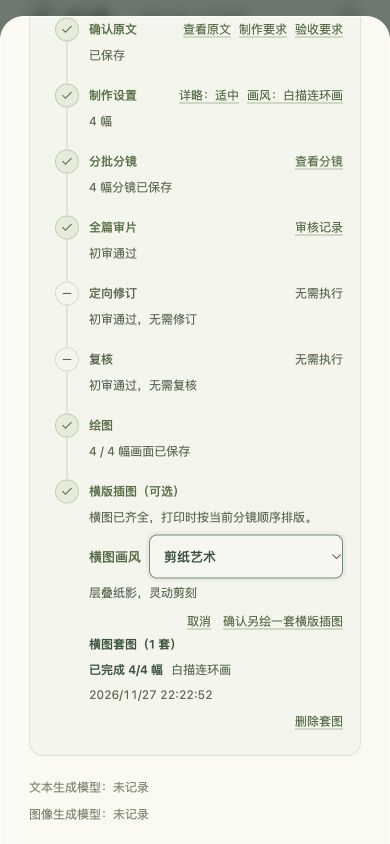 确认原文 查看原文 制作要求 验收要求
已保存
制作设置 详略：适中 画风：白描连环画
4 幅
分批分镜 查看分镜
4 幅分镜已保存
全篇审片 审核记录
初审通过
定向修订 无需执行
初审通过，无需修订
复核 无需执行
初审通过，无需复核
绘图
4 / 4 幅画面已保存
横版插图（可选）
横图已齐全，打印时按当前分镜顺序排版。
横图画风 剪纸艺术
层叠纸影，灵动剪刻
取消 确认另绘一套横版插图
横图套图（1 套）
已完成 4/4 幅 白描连环画
2026/11/27 22:22:52
删除套图
文本生成模型：未记录
图像生成模型：未记录